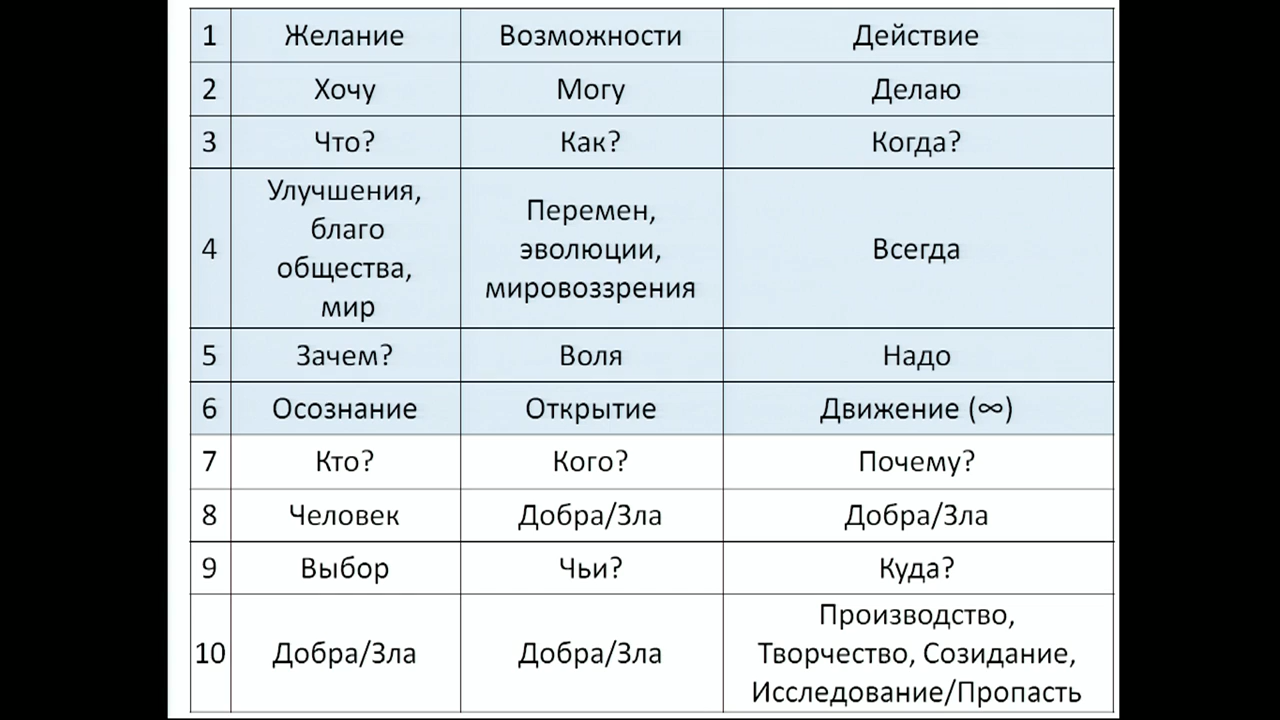 1 Желание Возможности Действие
2 Хочу Могу Делаю
3 Что? Как? Когда?
4
Улучшения,
благо
общества,
мир
Перемен,
эволюции,
мировоззрения
Всегда
5 Зачем? Воля Надо
6 Осознание Открытие Движение (∞)
7 Кто? Кого? Почему?
8 Человек Добра/Зла Добра/Зла
9 Выбор Чьи? Куда?
10 Добра/Зла Добра/Зла
Производство,
Творчество, Созидание,
Исследование/Пропасть